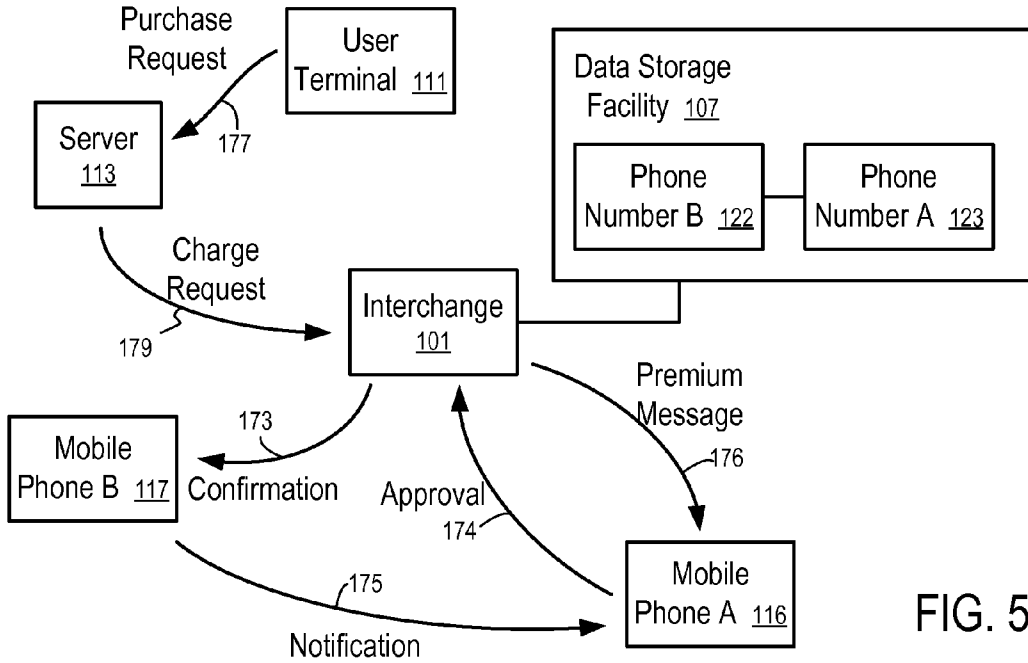 Purchase
Request
User
Terminal 111
177
Server
113
Data Storage
Facility 107
Phone
Number B 122
Phone
Number A 123
Charge
Request
179
Interchange
101
Premium
Message
176
173
Mobile
Phone B 117
Confirmation
Approval
174
175
Notification
Mobile
Phone A 116
FIG. 5